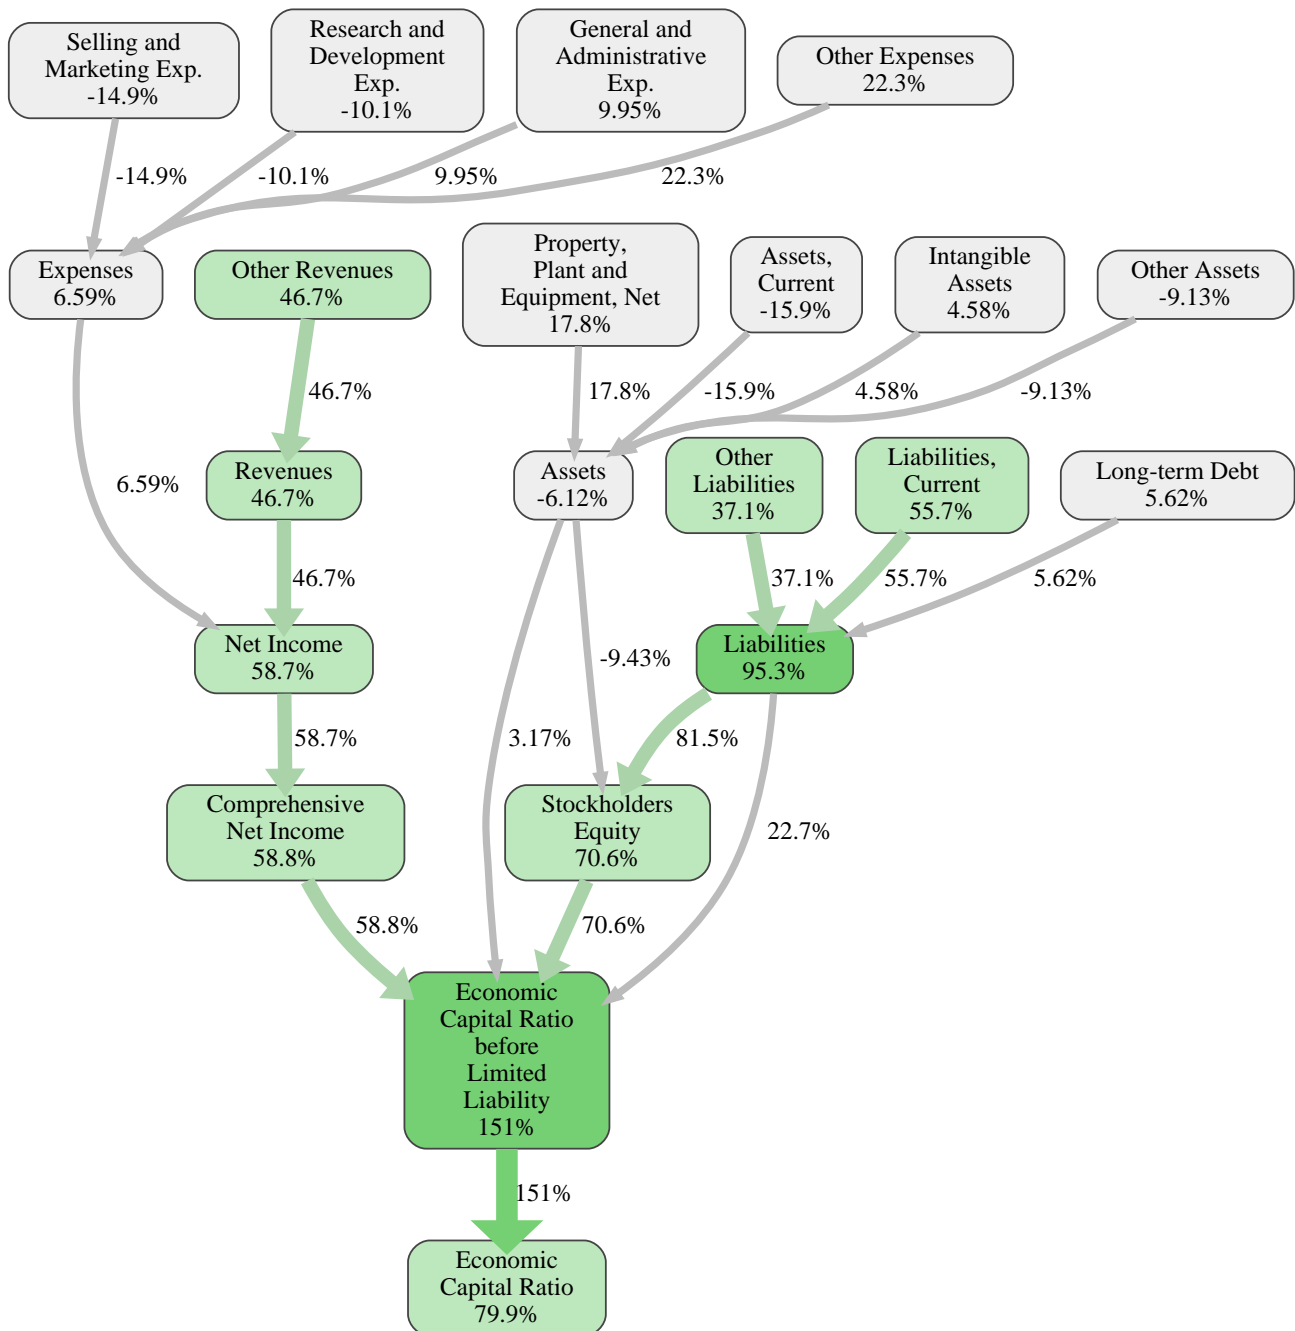 Selling and
Marketing Exp.
-14.9%
Research and
Development
Exp.
-10.1%
General and
Administrative
Exp.
9.95%
Other Expenses
22.3%
-14.9%
-10.1%
9.95%
22.3%
Expenses
6.59%
Other Revenues
46.7%
Property,
Plant and
Equipment, Net
17.8%
Assets,
Current
-15.9%
Intangible
Assets
4.58%
Other Assets
-9.13%
46.7%
17.8%
-15.9%
4.58%
-9.13%
6.59%
Revenues
46.7%
Assets
-6.12%
Other
Liabilities
37.1%
Liabilities,
Current
55.7%
Long-term Debt
5.62%
46.7%
37.1%
55.7%
5.62%
Net Income
58.7%
-9.43%
Liabilities
95.3%
58.7%
3.17%
81.5%
22.7%
Comprehensive
Net Income
58.8%
Stockholders
Equity
70.6%
58.8%
70.6%
Economic
Capital Ratio
before
Limited
Liability
151%
151%
Economic
Capital Ratio
79.9%